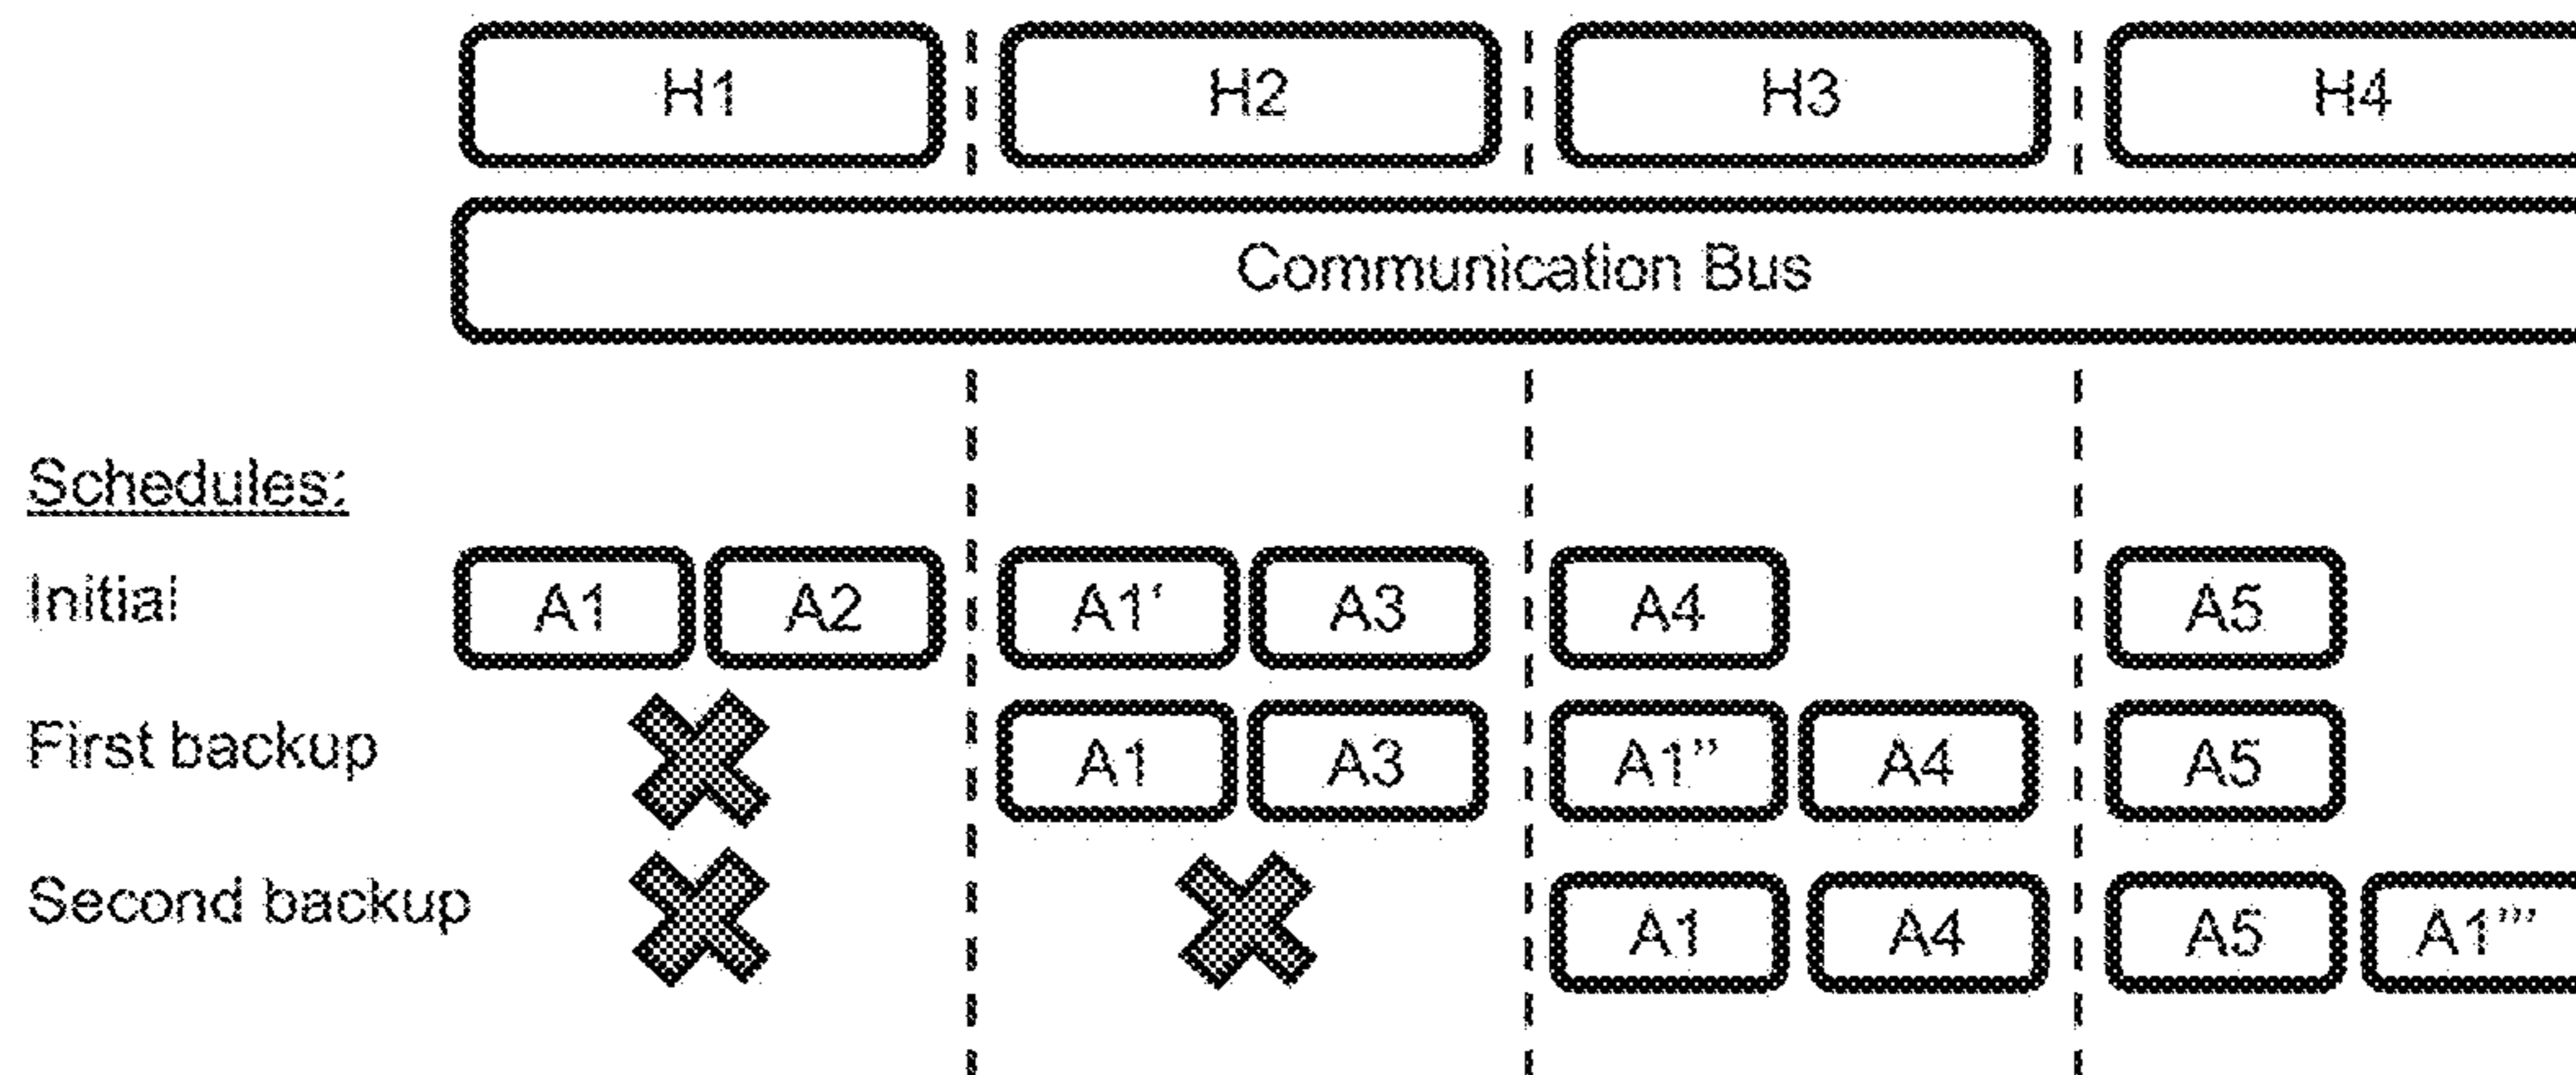 H1 H2 H3 H4
Communication Bus
Schedules:
Initial A1 A2 A1‘ A3 A4 A5
First backup A1 A3 A1” A4 A5
Second backup A1 A4 A5 A1”’